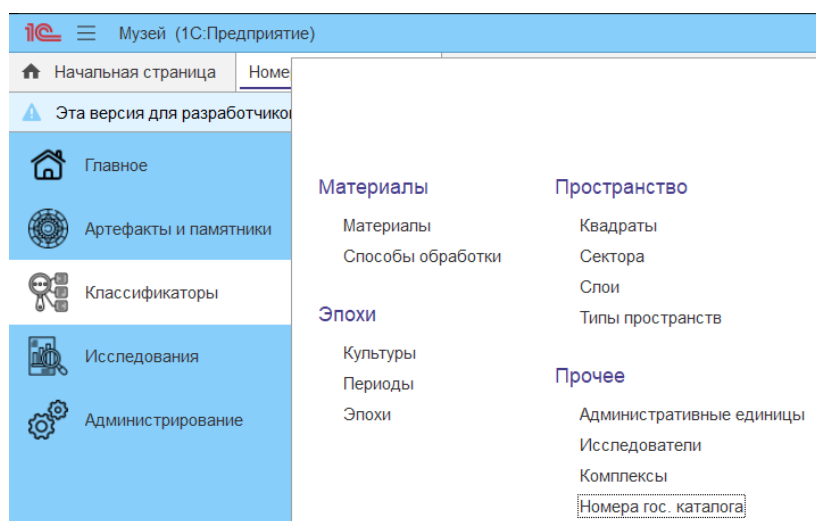 1С Музей (1С:Предприятие)
Начальная страница Номе
Эта версия для разработчико
Главное
Артефакты и памятники
Классификаторы
Исследования
Администрирование
Материалы
Материалы
Способы обработки
Эпохи
Культуры
Периоды
Эпохи
Пространство
Квадраты
Сектора
Слои
Типы пространств
Прочее
Административные единицы
Исследователи
Комплексы
Номера гос. каталога